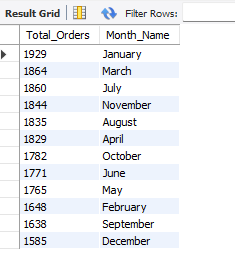 Result Grid Filter Rows:
Total_Orders Month_Name
1929 January
1864 March
1860 July
1844 November
1835 August
1829 April
1782 October
1771 June
1765 May
1648 February
1638 September
1585 December